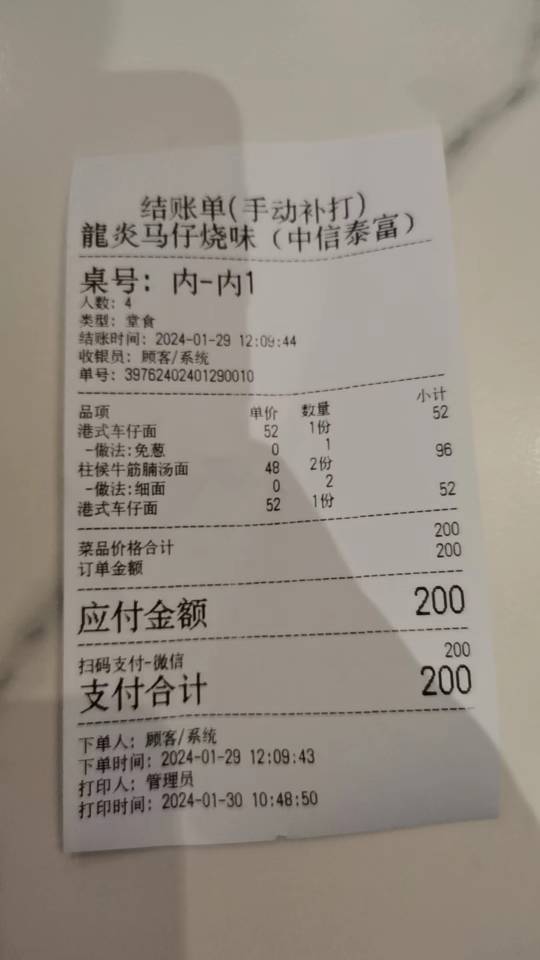 结账单(手动补打)
龍炎马仔烧味（中信泰富）
桌号：内-内1
人数：4
类型：堂食
结账时间：2024-01-29 12:09:44
收银员：顾客/系统
单号：39762402401290010
品项 单价 数量 小计
港式车仔面 52 1份 52
-做法:免葱 0 1
柱候牛筋腩汤面 48 2份 96
-做法:细面 0 2
港式车仔面 52 1份 52
菜品价格合计 200
订单金额 200
应付金额 200
扫码支付-微信 200
支付合计 200
下单人：顾客/系统
下单时间：2024-01-29 12:09:43
打印人：管理员
打印时间：2024-01-30 10:48:50